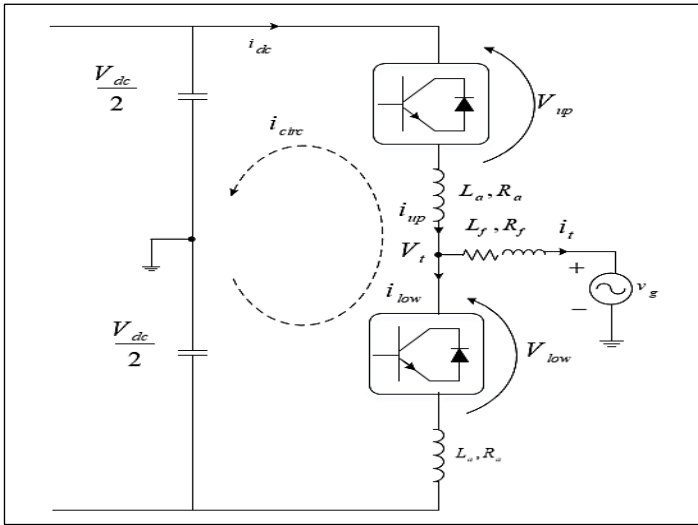 i_dc
V_dc
2
V_up
i_circ
L_a, R_a
i_up
L_f, R_f
i_t
V_t
+
v_g
−
i_low
V_dc
2
V_low
L_a, R_a